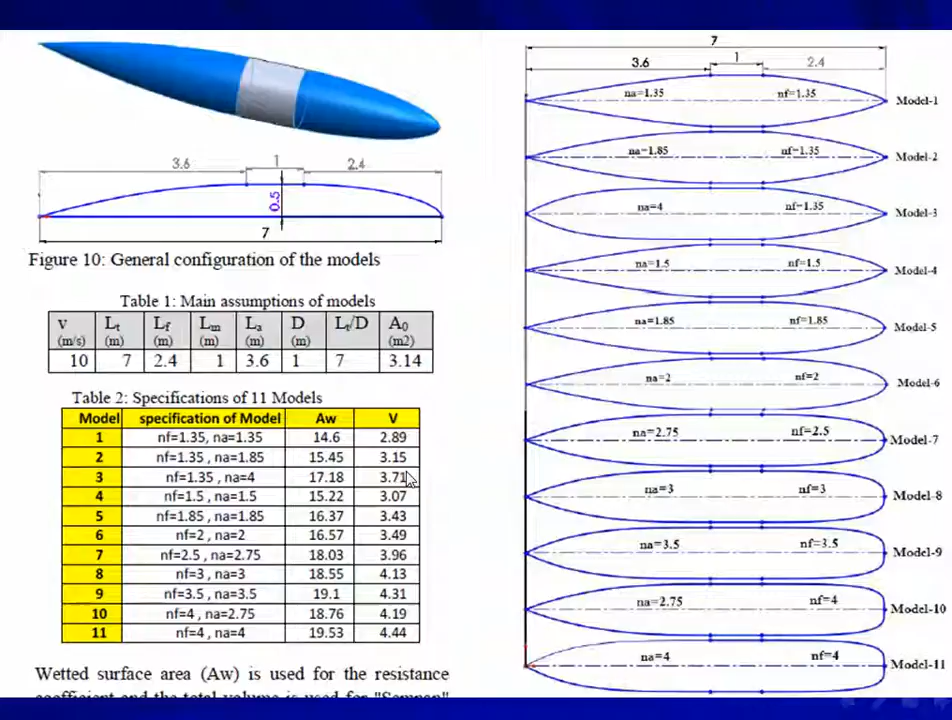 3.6 1 2.4
0.5
7
Figure 10: General configuration of the models
Table 1: Main assumptions of models
v (m/s) Lt (m) Lf (m) Lm (m) La (m) D (m) Lt/D A0 (m2)
10 7 2.4 1 3.6 1 7 3.14
Table 2: Specifications of 11 Models
Model specification of Model Aw V
1 nf=1.35, na=1.35 14.6 2.89
2 nf=1.35 , na=1.85 15.45 3.15
3 nf=1.35 , na=4 17.18 3.71
4 nf=1.5 , na=1.5 15.22 3.07
5 nf=1.85 , na=1.85 16.37 3.43
6 nf=2 , na=2 16.57 3.49
7 nf=2.5 , na=2.75 18.03 3.96
8 nf=3 , na=3 18.55 4.13
9 nf=3.5 , na=3.5 19.1 4.31
10 nf=4 , na=2.75 18.76 4.19
11 nf=4 , na=4 19.53 4.44
Wetted surface area (Aw) is used for the resistance
coefficient and the total volume is used for "Semnan"
7
3.6 1 2.4
na=1.35 nf=1.35 Model-1
na=1.85 nf=1.35 Model-2
na=4 nf=1.35 Model-3
na=1.5 nf=1.5 Model-4
na=1.85 nf=1.85 Model-5
na=2 nf=2 Model-6
na=2.75 nf=2.5 Model-7
na=3 nf=3 Model-8
na=3.5 nf=3.5 Model-9
na=2.75 nf=4 Model-10
na=4 nf=4 Model-11